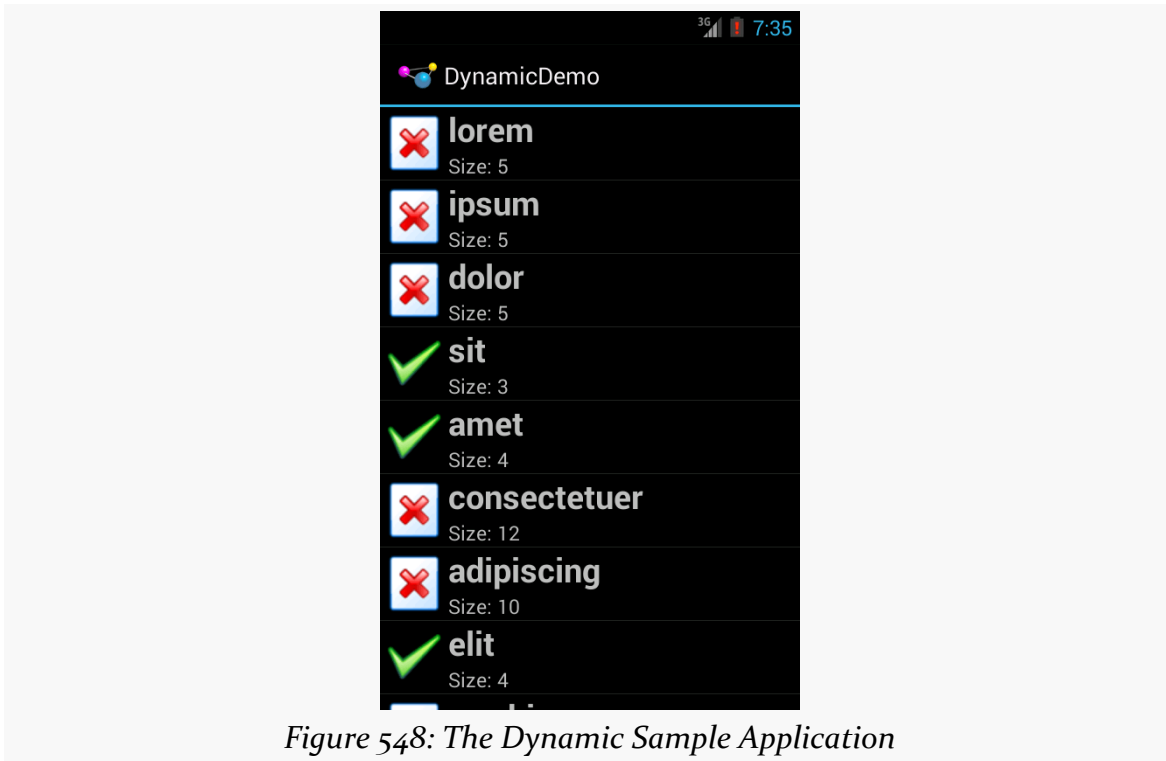 3G 7:35
DynamicDemo
lorem
Size: 5
ipsum
Size: 5
dolor
Size: 5
sit
Size: 3
amet
Size: 4
consectetuer
Size: 12
adipiscing
Size: 10
elit
Size: 4
Figure 548: The Dynamic Sample Application